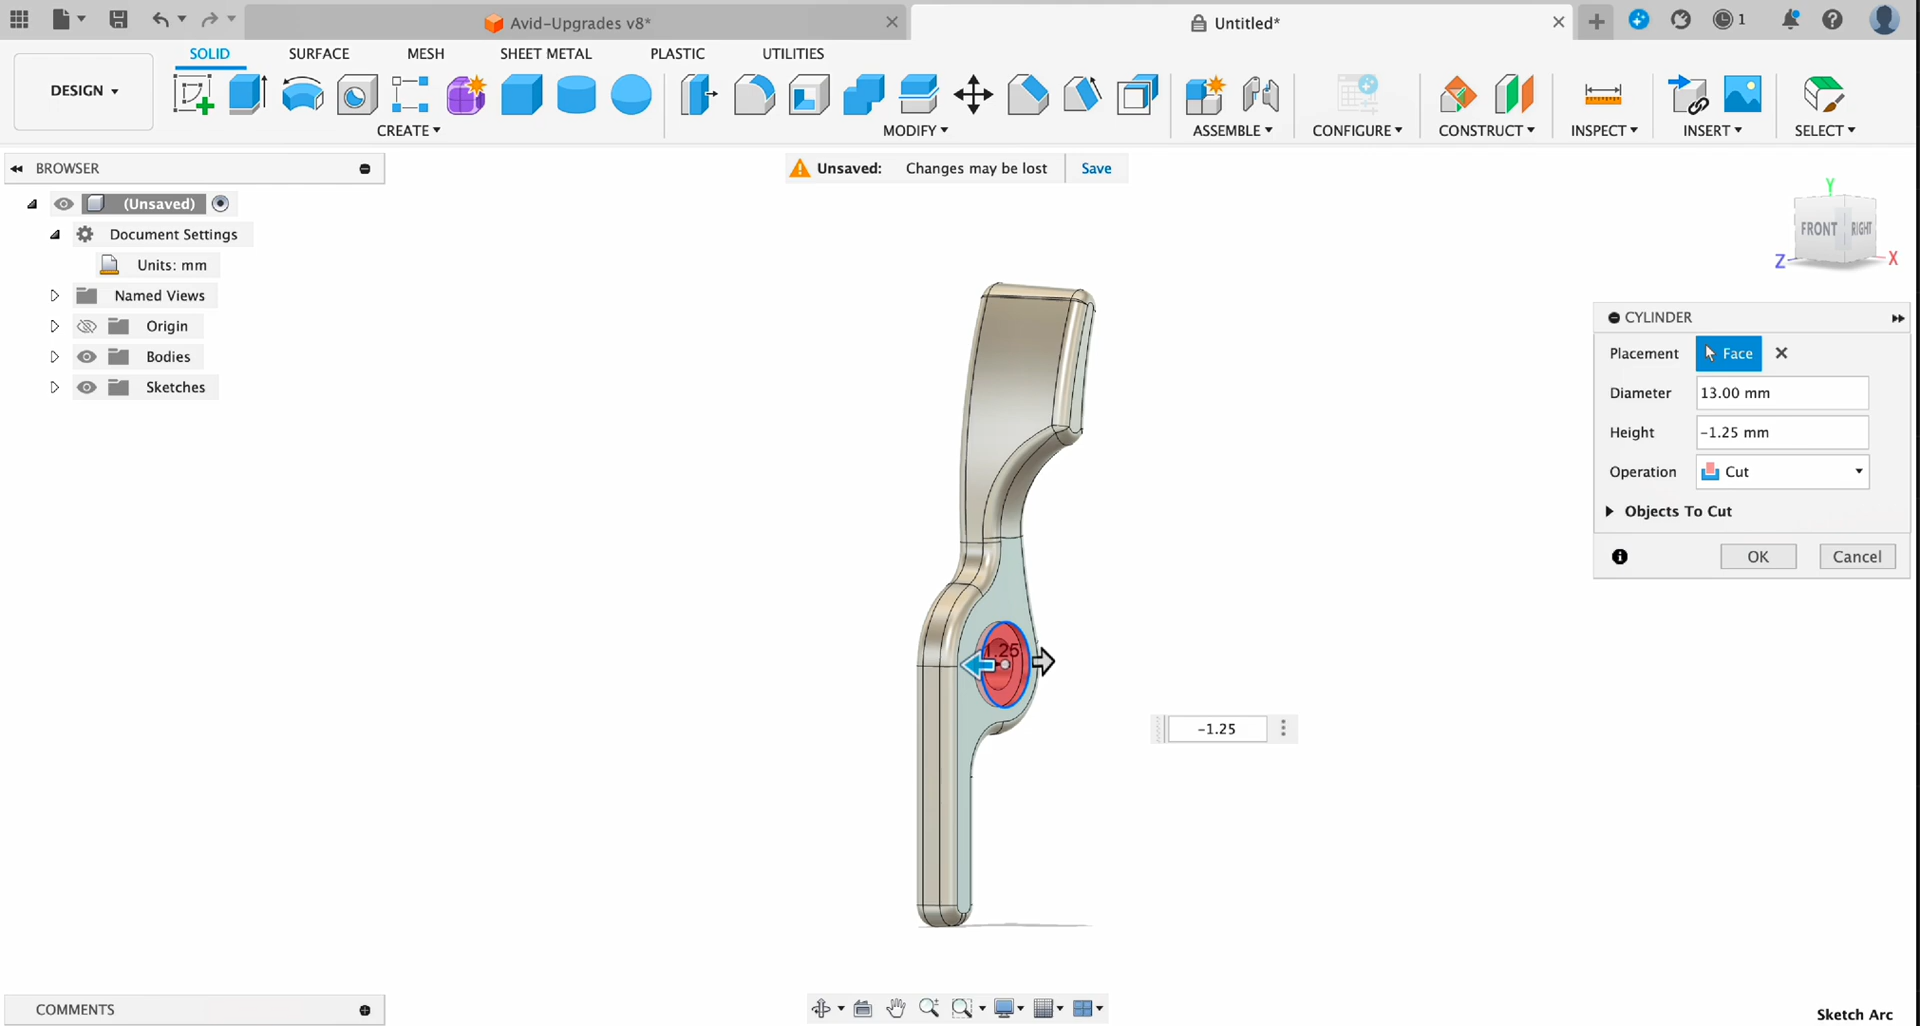 Avid-Upgrades v8*
Untitled*
1
DESIGN
SOLID
SURFACE
MESH
SHEET METAL
PLASTIC
UTILITIES
CREATE
MODIFY
ASSEMBLE
CONFIGURE
CONSTRUCT
INSPECT
INSERT
SELECT
BROWSER
Unsaved: Changes may be lost Save
(Unsaved)
Document Settings
Units: mm
Named Views
Origin
Bodies
Sketches
Y
FRONT RIGHT
Z
X
CYLINDER
Placement Face
Diameter 13.00 mm
Height -1.25 mm
Operation Cut
Objects To Cut
OK Cancel
1.25
-1.25
COMMENTS
Sketch Arc